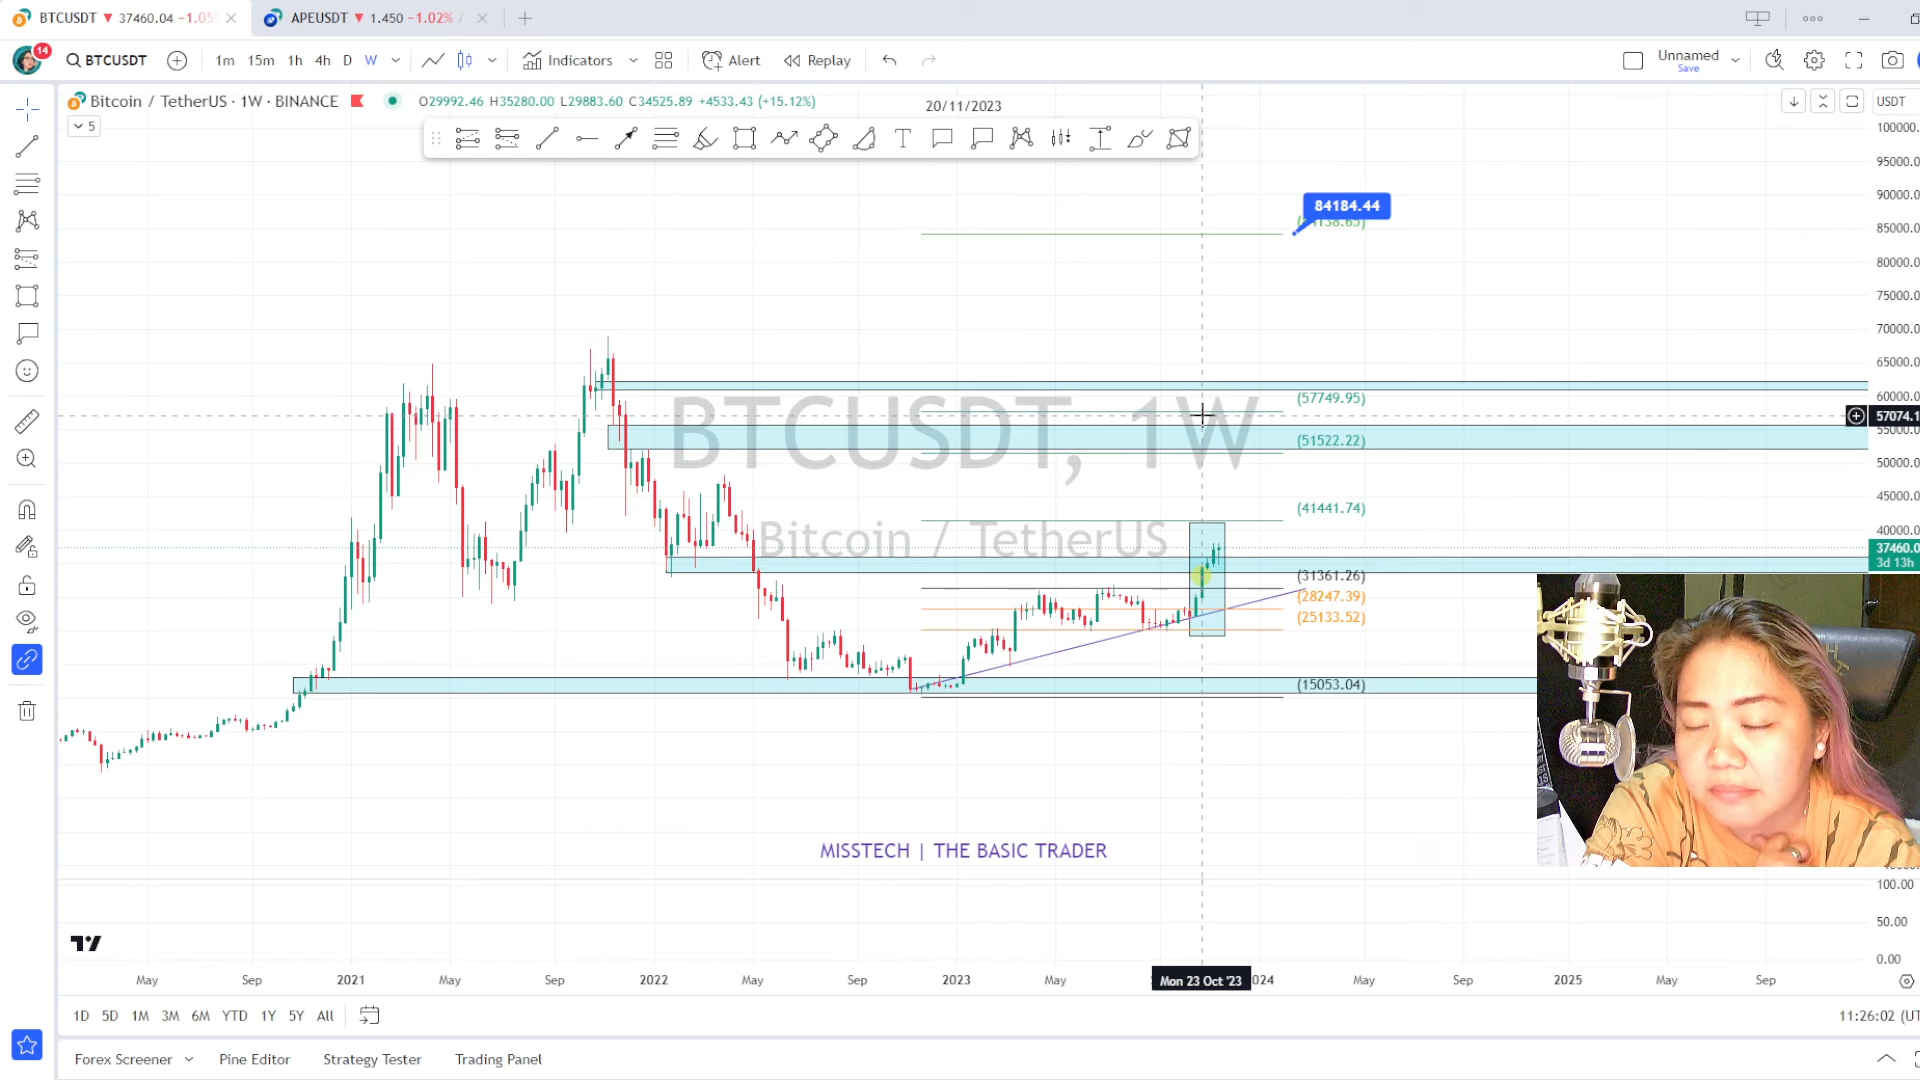 BTCUSDT 37460.04 −1.05
APEUSDT 1.450 −1.02% /
14
BTCUSDT 1m 15m 1h 4h D W Indicators Alert Replay Unnamed
Save
Bitcoin / TetherUS · 1W · BINANCE O29992.46 H35280.00 L29883.60 C34525.89 +4533.43 (+15.12%)
5
20/11/2023
USDT
100000.
95000.0
90000.0
85000.0
80000.0
75000.0
70000.0
65000.0
60000.0
57074.1
55000.0
50000.0
45000.0
40000.0
37460.0
3d 13h
84184.44
(57749.95)
(51522.22)
(41441.74)
(31361.26)
(28247.39)
(25133.52)
(15053.04)
BTCUSDT, 1W
Bitcoin / TetherUS
MISSTECH | THE BASIC TRADER
100.00
50.00
0.00
May Sep 2021 May Sep 2022 May Sep 2023 May Mon 23 Oct '23 024 May Sep 2025 May Sep
1D 5D 1M 3M 6M YTD 1Y 5Y All 11:26:02 (UT
Forex Screener Pine Editor Strategy Tester Trading Panel